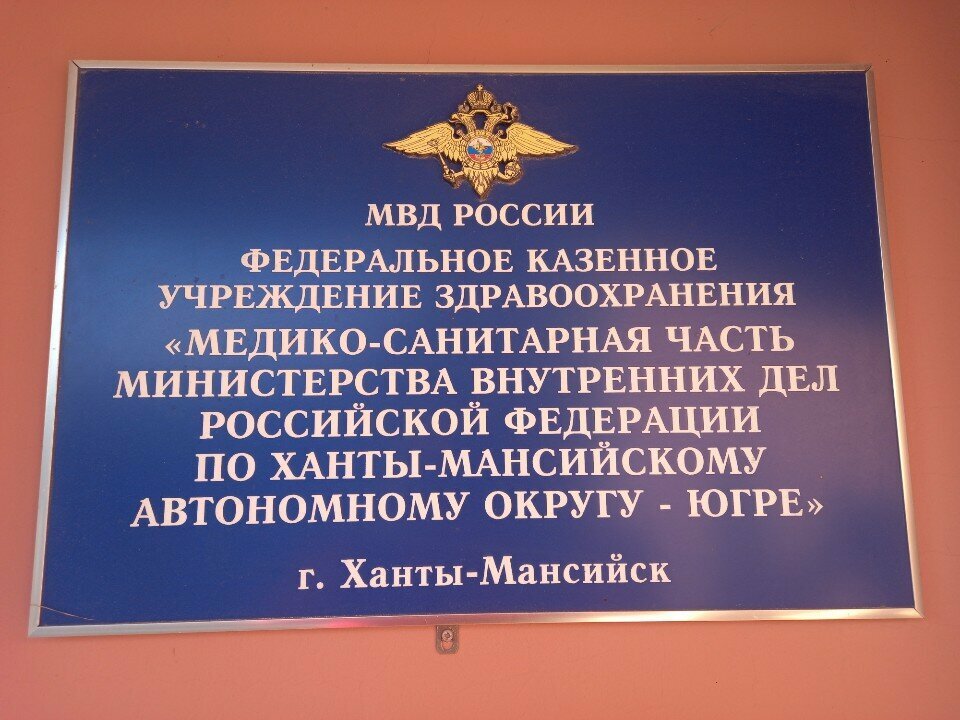 МВД РОССИИ
ФЕДЕРАЛЬНОЕ КАЗЕННОЕ
УЧРЕЖДЕНИЕ ЗДРАВООХРАНЕНИЯ
«МЕДИКО-САНИТАРНАЯ ЧАСТЬ
МИНИСТЕРСТВА ВНУТРЕННИХ ДЕЛ
РОССИЙСКОЙ ФЕДЕРАЦИИ
ПО ХАНТЫ-МАНСИЙСКОМУ
АВТОНОМНОМУ ОКРУГУ - ЮГРЕ»
г. Ханты-Мансийск